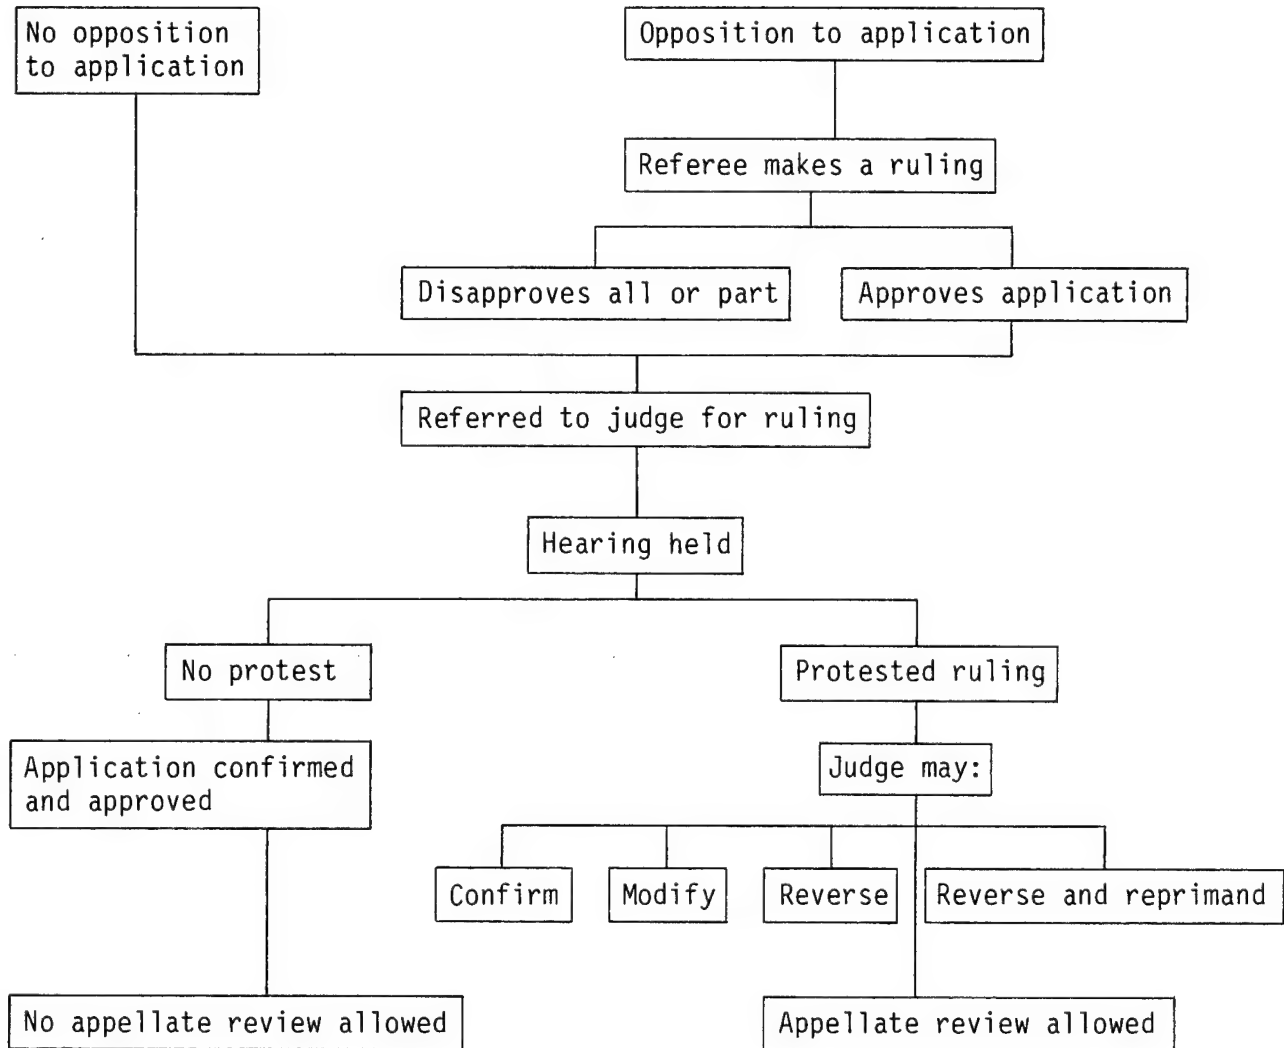 No opposition
to application
Opposition to application
Referee makes a ruling
Disapproves all or part
Approves application
Referred to judge for ruling
Hearing held
No protest
Protested ruling
Application confirmed
and approved
Judge may:
Confirm
Modify
Reverse
Reverse and reprimand
No appellate review allowed
Appellate review allowed